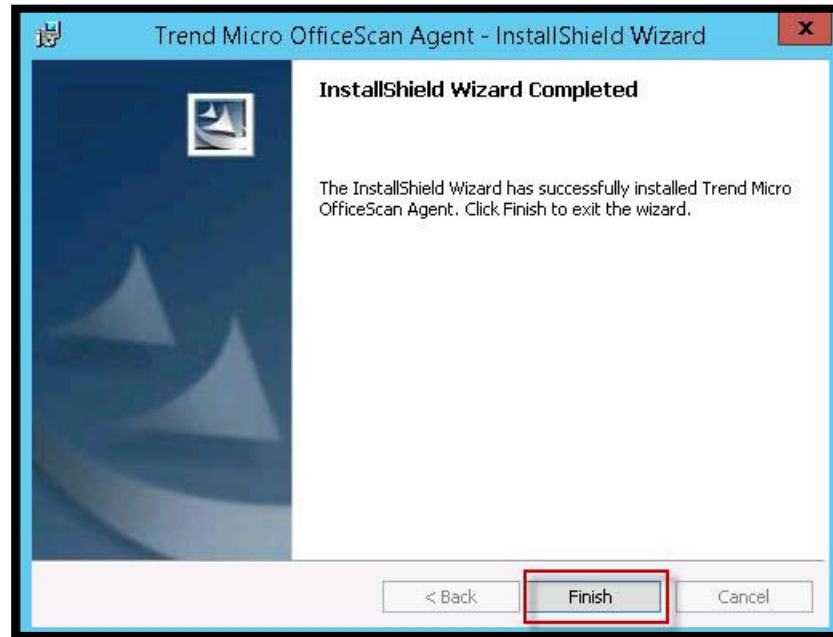 Trend Micro OfficeScan Agent - InstallShield Wizard
x
InstallShield Wizard Completed
The InstallShield Wizard has successfully installed Trend Micro
OfficeScan Agent. Click Finish to exit the wizard.
< Back Finish Cancel